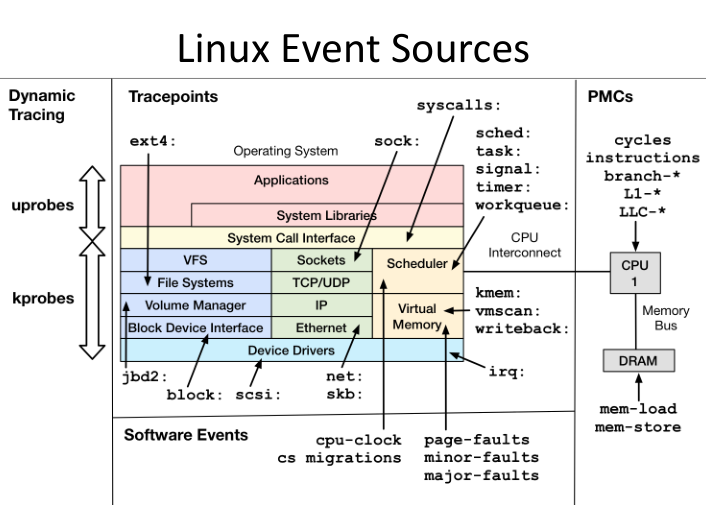 Linux Event Sources
Dynamic
Tracing
uprobes
kprobes
Tracepoints
syscalls:
ext4:
Operating System
sock:
sched:
task:
signal:
timer:
workqueue:
Applications
System Libraries
System Call Interface
VFS
Sockets
Scheduler
File Systems
TCP/UDP
Volume Manager
IP
Virtual
Memory
Block Device Interface
Ethernet
Device Drivers
CPU
Interconnect
kmem:
vmscan:
writeback:
jbd2:
block:
scsi:
net:
skb:
irq:
Software Events
cpu-clock
cs migrations
page-faults
minor-faults
major-faults
PMCs
cycles
instructions
branch-*
L1-*
LLC-*
CPU
1
Memory
Bus
DRAM
mem-load
mem-store